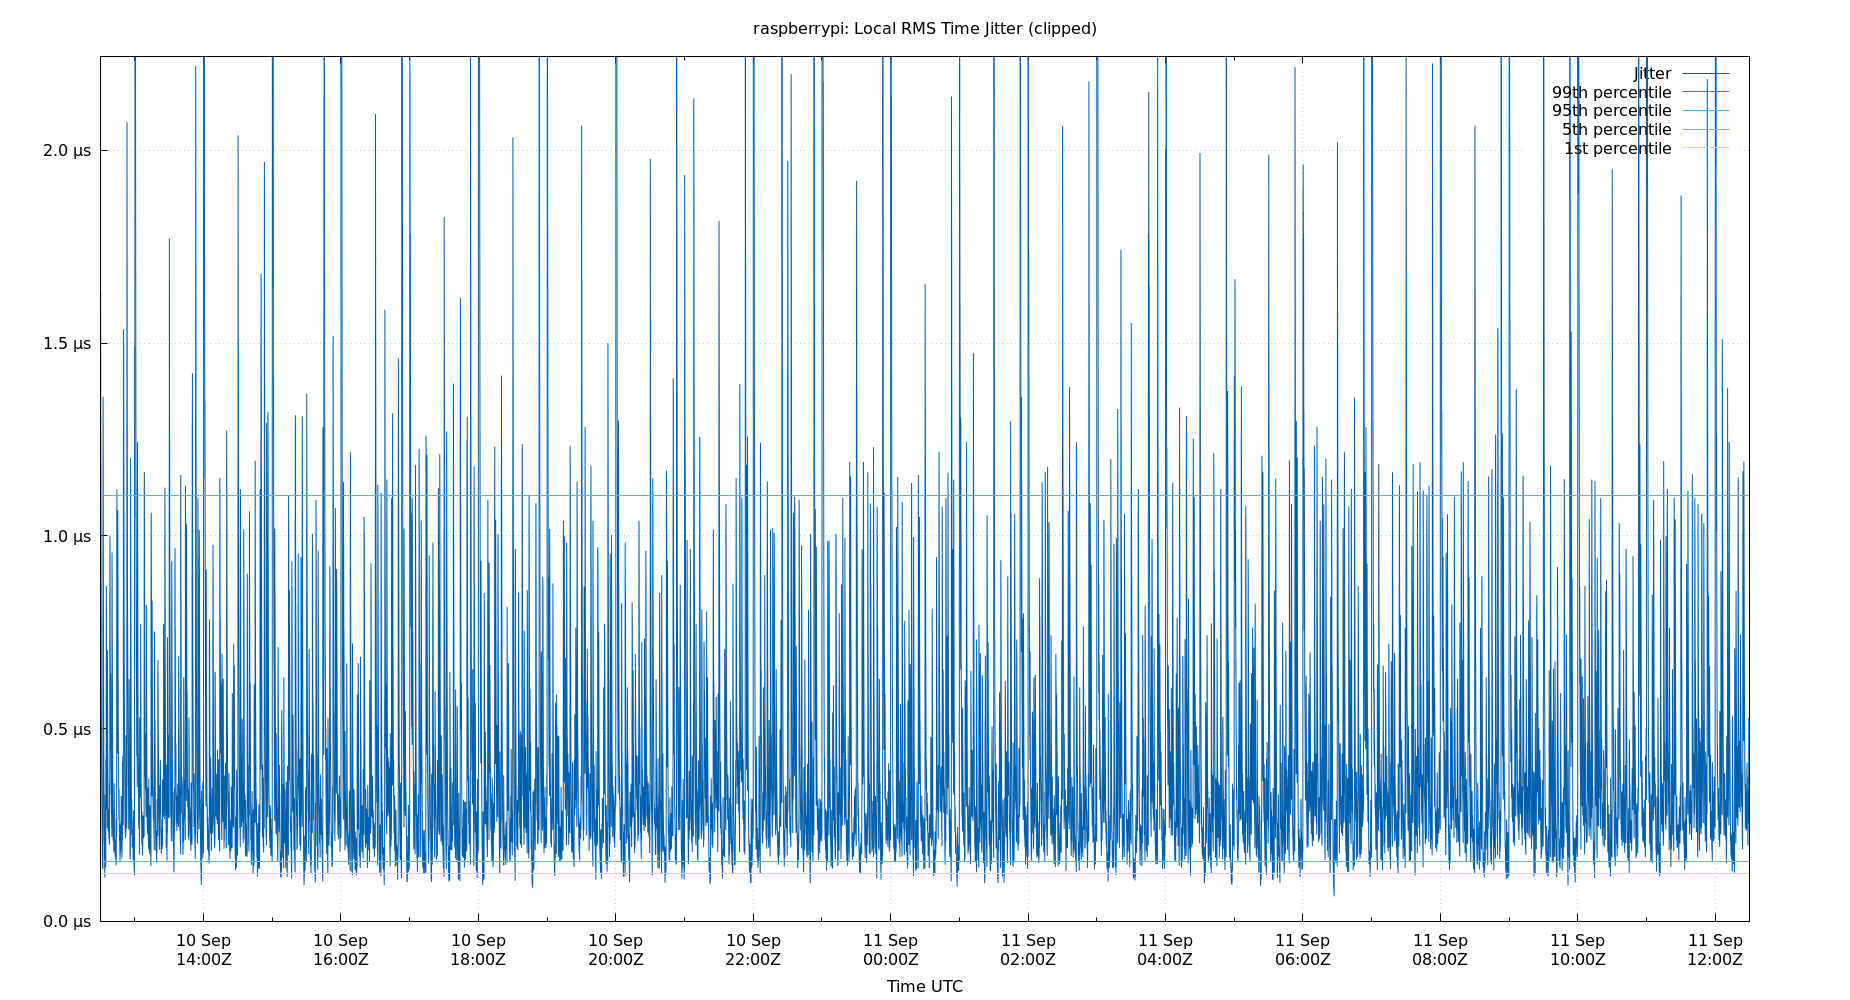 raspberrypi: Local RMS Time Jitter (clipped)
Jitter
99th percentile
95th percentile
5th percentile
1st percentile
2.0 µs
1.5 µs
1.0 µs
0.5 µs
0.0 µs
10 Sep 10 Sep 10 Sep 10 Sep 10 Sep 11 Sep 11 Sep 11 Sep 11 Sep 11 Sep 11 Sep 11 Sep
14:00Z 16:00Z 18:00Z 20:00Z 22:00Z 00:00Z 02:00Z 04:00Z 06:00Z 08:00Z 10:00Z 12:00Z
Time UTC